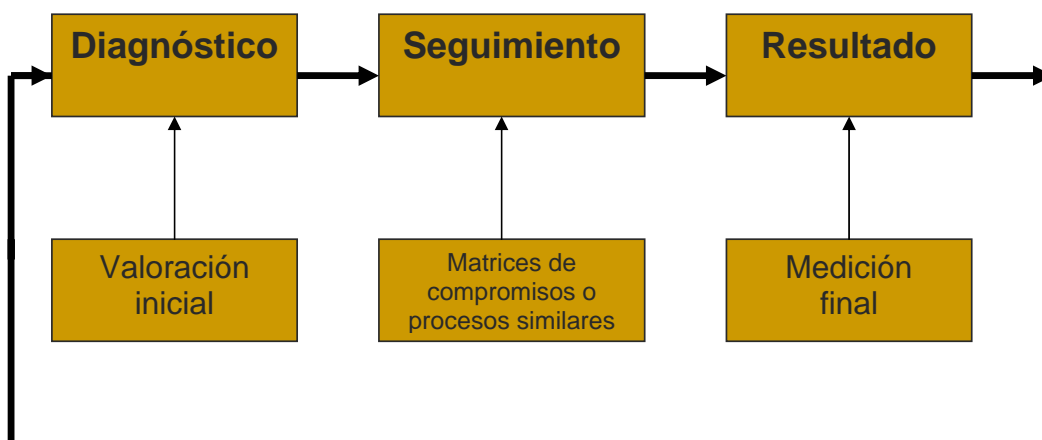 Diagnóstico
Seguimiento
Resultado
Valoración
inicial
Matrices de
compromisos o
procesos similares
Medición
final